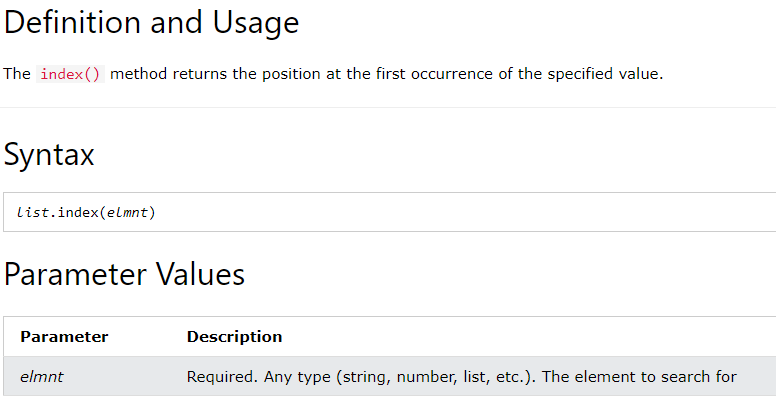 Definition and Usage
The index() method returns the position at the first occurrence of the specified value.
Syntax
list.index(elmnt)
Parameter Values
Parameter Description
elmnt Required. Any type (string, number, list, etc.). The element to search for